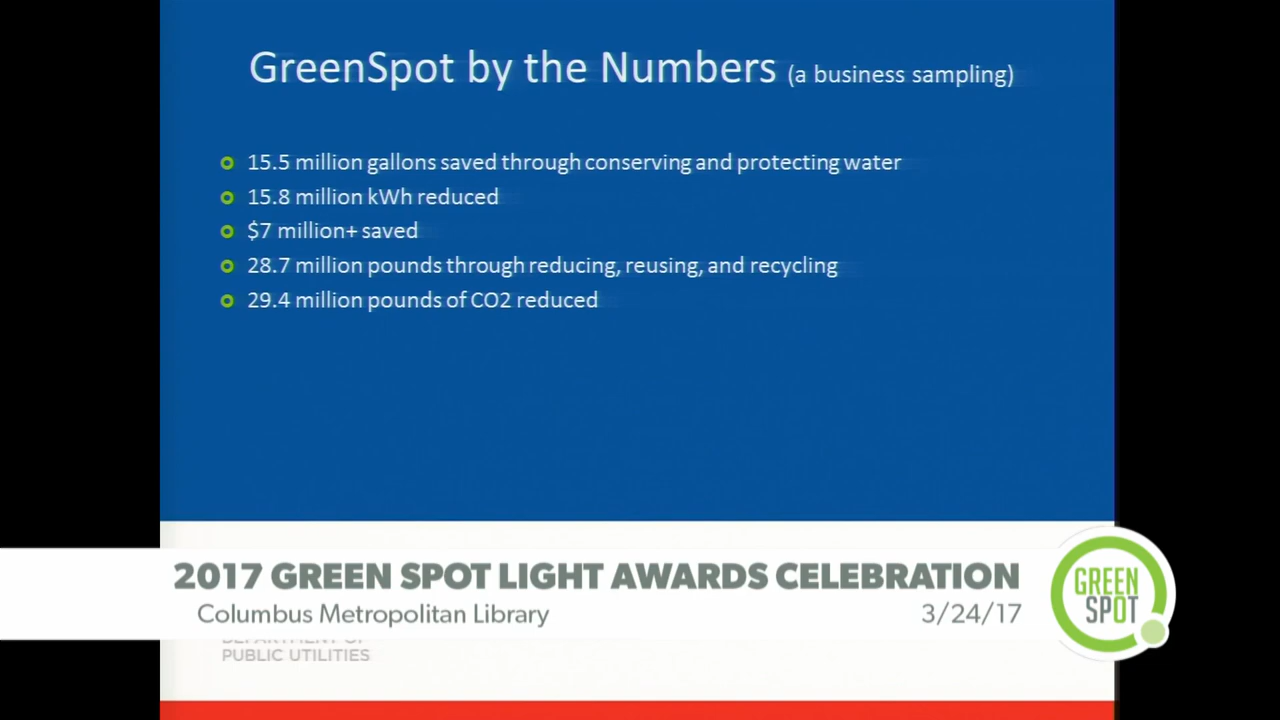 GreenSpot by the Numbers (a business sampling)
15.5 million gallons saved through conserving and protecting water
15.8 million kWh reduced
$7 million+ saved
28.7 million pounds through reducing, reusing, and recycling
29.4 million pounds of CO2 reduced
2017 GREEN SPOT LIGHT AWARDS CELEBRATION
Columbus Metropolitan Library 3/24/17
GREEN
SPOT
DEPARTMENT OF
PUBLIC UTILITIES